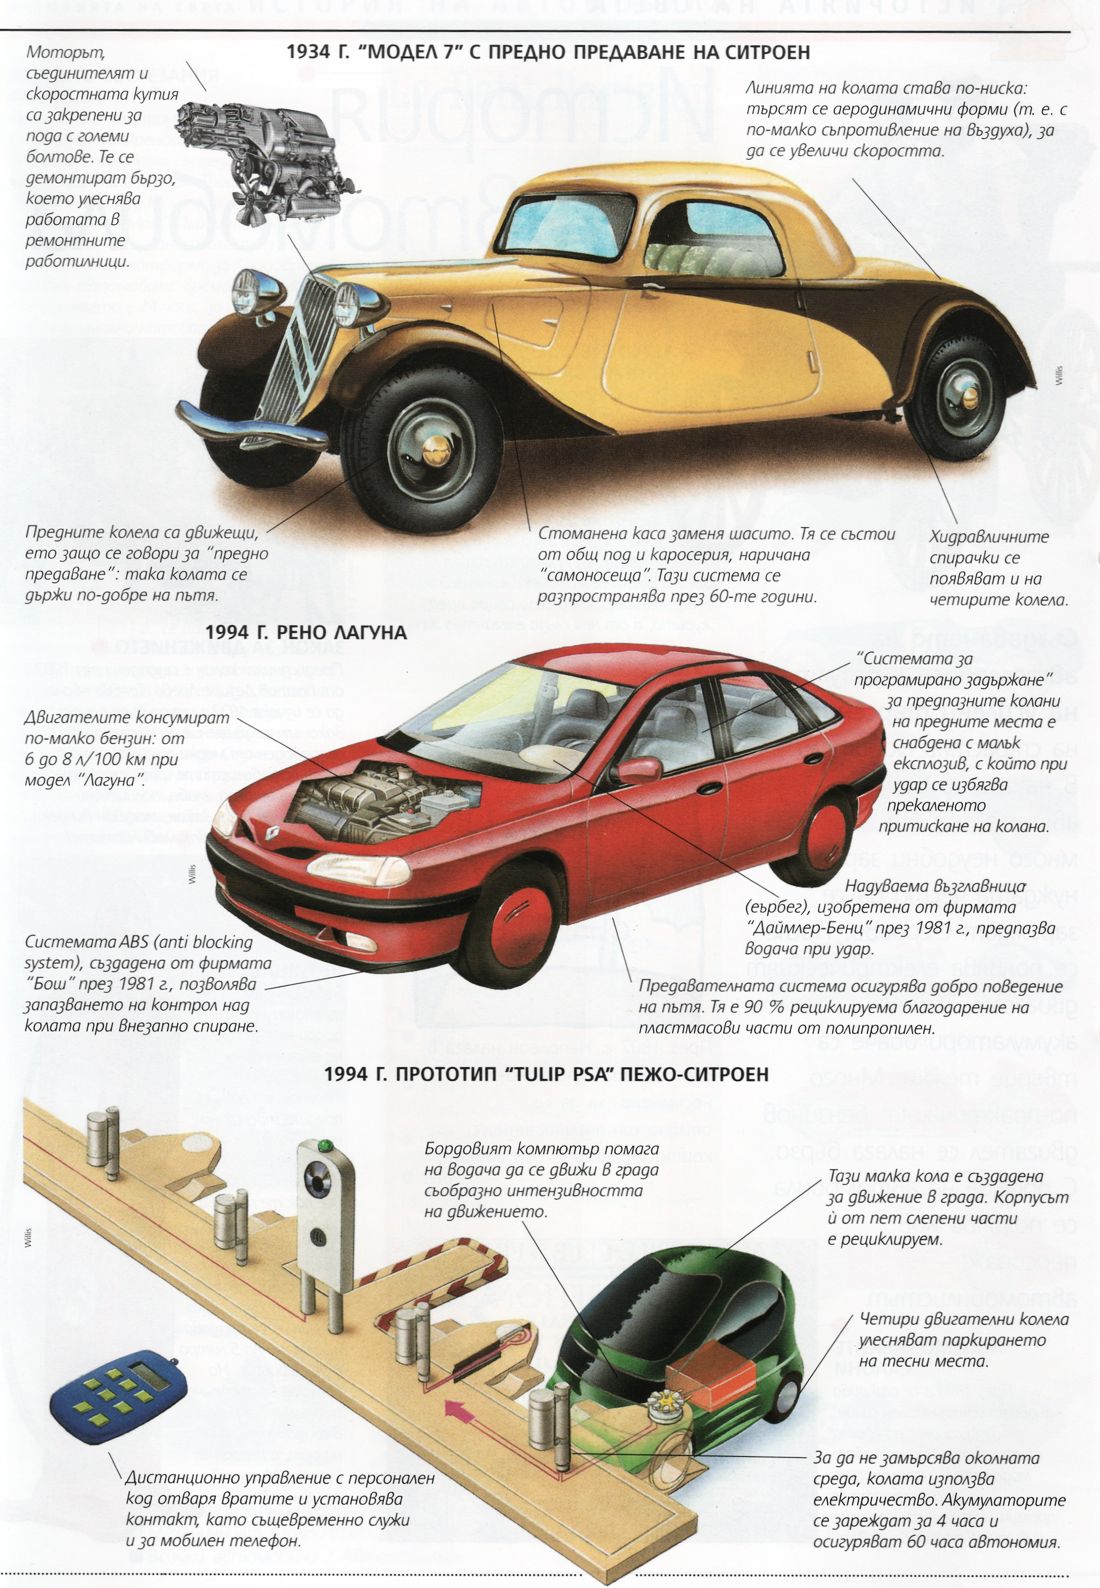 1934 Г. “МОДЕЛ 7” С ПРЕДНО ПРЕДАВАНЕ НА СИТРОЕН
Моторът,
съединителят и
скоростната кутия
са закрепени за
пода с големи
болтове. Те се
демонтират бързо,
което улеснява
работата в
ремонтните
работилници.
Линията на колата става по-ниска:
търсят се аеродинамични форми (т. е. с
по-малко съпротивление на въздуха), за
да се увеличи скоростта.
Willis
Предните колела са движещи,
ето защо се говори за “предно
предаване”: така колата се
държи по-добре на пътя.
Стоманена каса заменя шасито. Тя се състои
от общ под и каросерия, наричана
“самоносеща”. Тази система се
разпространява през 60-те години.
Хидравличните
спирачки се
появяват и на
четирите колела.
1994 Г. РЕНО ЛАГУНА
Двигателите консумират
по-малко бензин: от
6 до 8 л/100 км при
модел “Лагуна”.
“Системата за
програмирано задържане”
за предпазните колани
на предните места е
снабдена с малък
експлозив, с който при
удар се избягва
прекаленото
притискане на колана.
Willis
Надуваема възглавница
(еърбег), изобретена от фирмата
“Даймлер-Бенц” през 1981 г., предпазва
водача при удар.
Системата ABS (anti blocking
system), създадена от фирмата
“Бош” през 1981 г., позволява
запазването на контрол над
колата при внезапно спиране.
Предавателната система осигурява добро поведение
на пътя. Тя е 90 % рециклируема благодарение на
пластмасови части от полипропилен.
1994 Г. ПРОТОТИП “TULIP PSA” ПЕЖО-СИТРОЕН
Бордовият компютър помага
на водача да се движи в града
съобразно интензивността
на движението.
Тази малка кола е създадена
за движение в града. Корпусът
ѝ от пет слепени части
е рециклируем.
Willis
Четири двигателни колела
улесняват паркирането
на тесни места.
Дистанционно управление с персонален
код отваря вратите и установява
контакт, като същевременно служи
и за мобилен телефон.
За да не замърсява околната
среда, колата използва
електричество. Акумулаторите
се зареждат за 4 часа и
осигуряват 60 часа автономия.